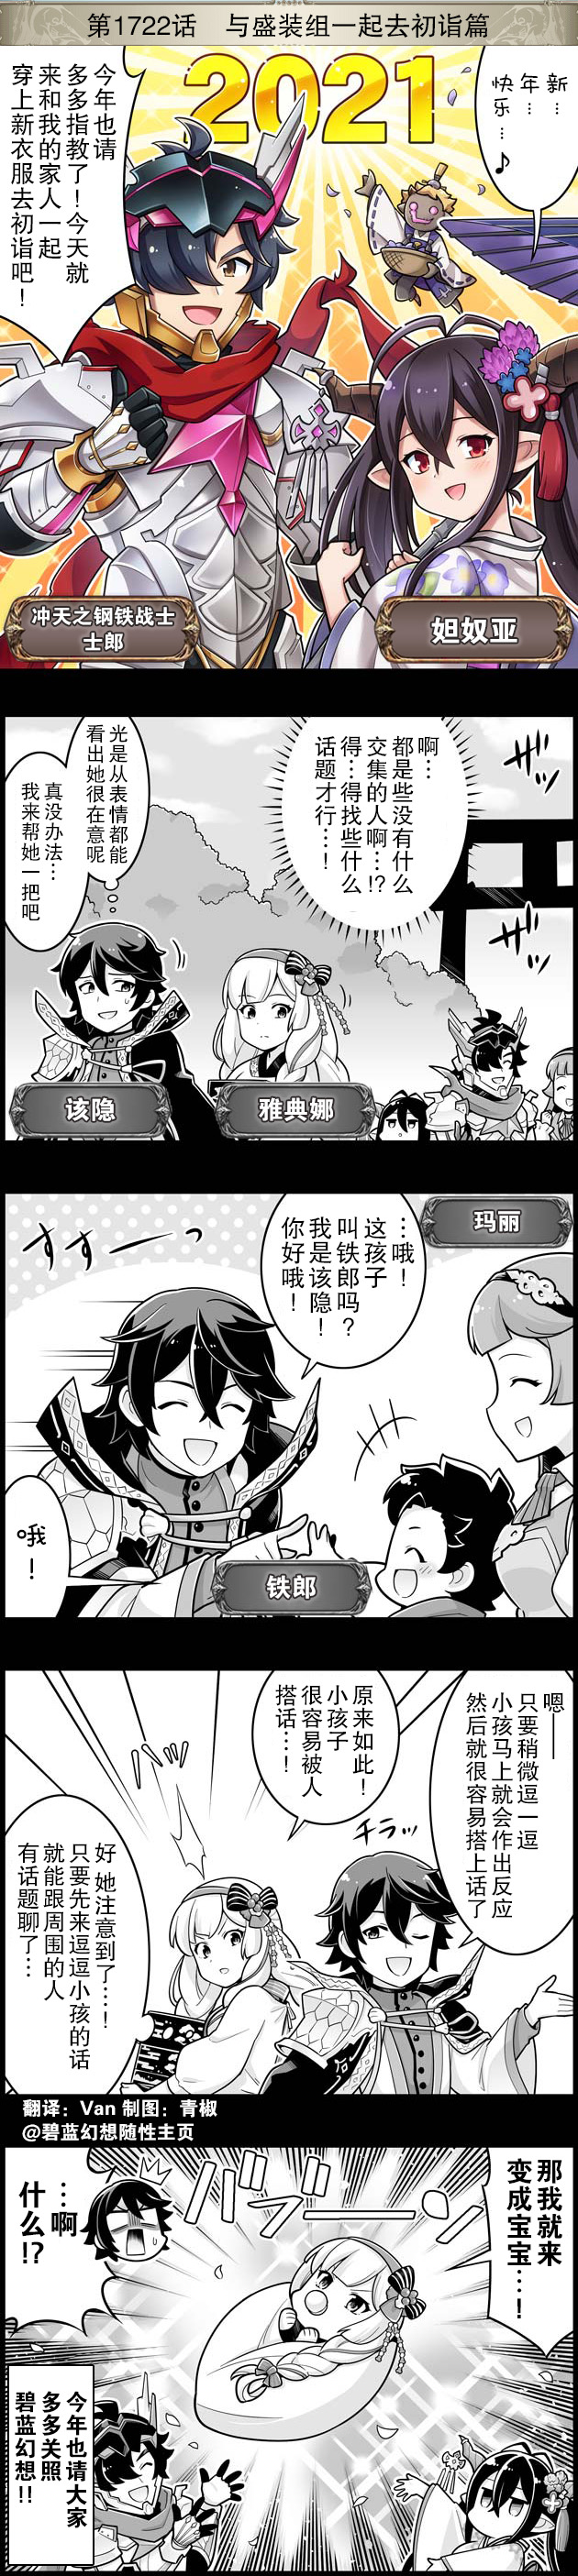 第1722话 与盛装组一起去初诣篇
2021
新…
年…
快乐…♪
今年也请
多多指教了！今天就
来和我的家人一起
穿上新衣服去初诣吧！
冲天之钢铁战士
士郎
妲奴亚
ザッ
ザッ
啊…
都是些没有什么
交集的人啊…!?
得…得找些什么
话题才行…！
光是从表情都能
看出她很在意呢
真没办法…
我来帮她一把吧
该隐
雅典娜
玛丽
…哦！
这孩子
叫铁郎吗？
我是该隐！
你好哦！
すすーっ
哦！
铁郎
嗯——
只要稍微逗一逗
小孩马上就会作出反应
然后就很容易搭上话了
原来如此！
小孩子
很容易被人
搭话…！
チラッ
好，她注意到了…！
只要先来逗逗小孩的话
就能跟周围的人
有话题聊了…
翻译：Van 制图：青椒
@碧蓝幻想随性主页
那我就来
变成宝宝…！
バブーーン
…啊
什么!?
今年也请大家
多多关照
碧蓝幻想!!